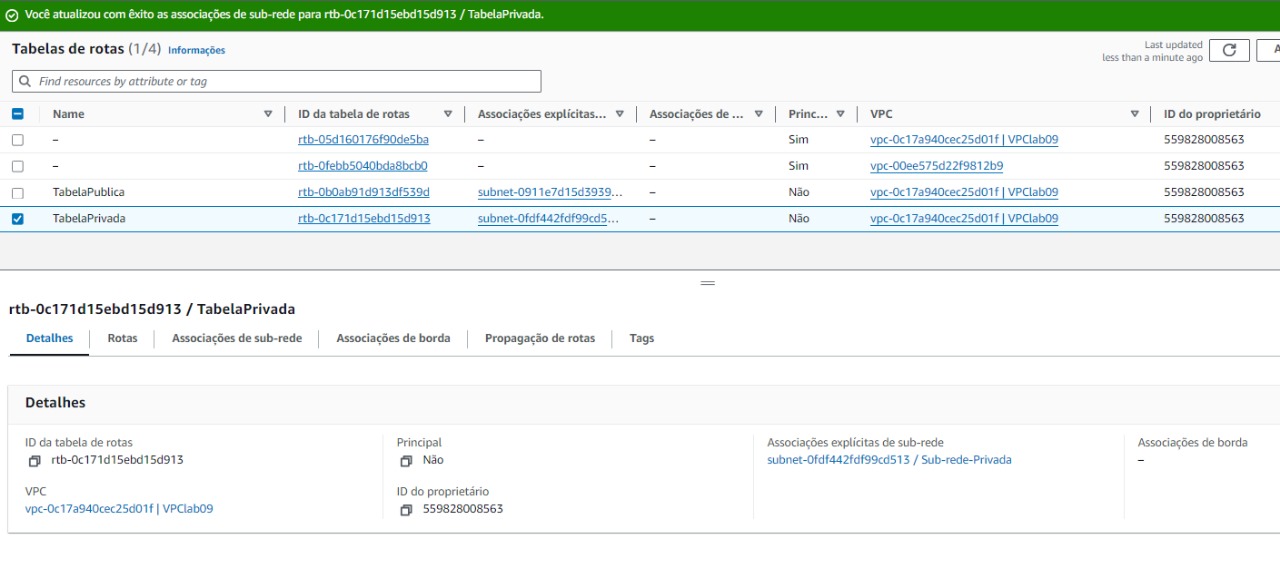 Você atualizou com êxito as associações de sub-rede para rtb-0c171d15ebd15d913 / TabelaPrivada.
Tabelas de rotas (1/4) Informações
Last updated
less than a minute ago
A
Find resources by attribute or tag
Name ID da tabela de rotas Associações explícitas... Associações de ... Princ... VPC ID do proprietário
– rtb-05d160176f90de5ba – – Sim vpc-0c17a940cec25d01f | VPClab09 559828008563
– rtb-0febb5040bda8bcb0 – – Sim vpc-00ee575d22f9812b9 559828008563
TabelaPublica rtb-0b0ab91d913df539d subnet-0911e7d15d3939... – Não vpc-0c17a940cec25d01f | VPClab09 559828008563
TabelaPrivada rtb-0c171d15ebd15d913 subnet-0fdf442fdf99cd5... – Não vpc-0c17a940cec25d01f | VPClab09 559828008563
rtb-0c171d15ebd15d913 / TabelaPrivada
Detalhes Rotas Associações de sub-rede Associações de borda Propagação de rotas Tags
Detalhes
ID da tabela de rotas
rtb-0c171d15ebd15d913
Principal
Não
Associações explícitas de sub-rede
subnet-0fdf442fdf99cd513 / Sub-rede-Privada
Associações de borda
–
VPC
vpc-0c17a940cec25d01f | VPClab09
ID do proprietário
559828008563